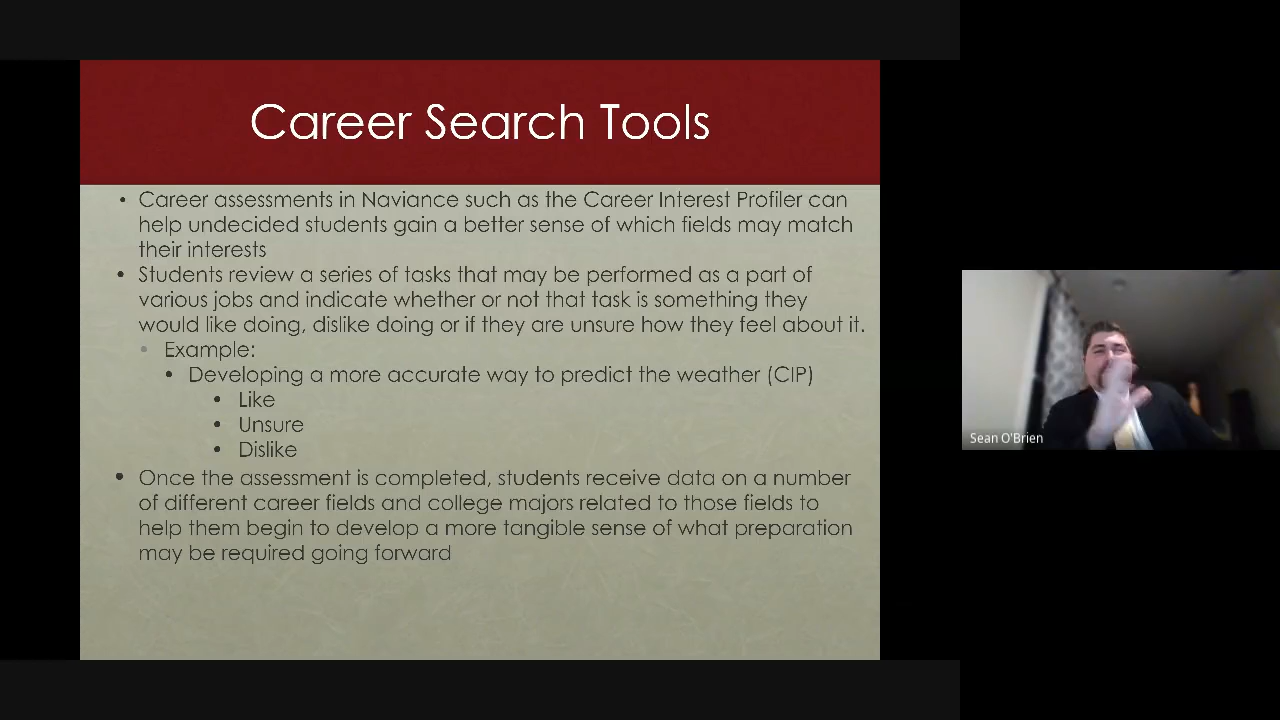 Career Search Tools
• Career assessments in Naviance such as the Career Interest Profiler can
help undecided students gain a better sense of which fields may match
their interests
• Students review a series of tasks that may be performed as a part of
various jobs and indicate whether or not that task is something they
would like doing, dislike doing or if they are unsure how they feel about it.
• Example:
• Developing a more accurate way to predict the weather (CIP)
• Like
• Unsure
• Dislike
• Once the assessment is completed, students receive data on a number
of different career fields and college majors related to those fields to
help them begin to develop a more tangible sense of what preparation
may be required going forward
Sean O'Brien